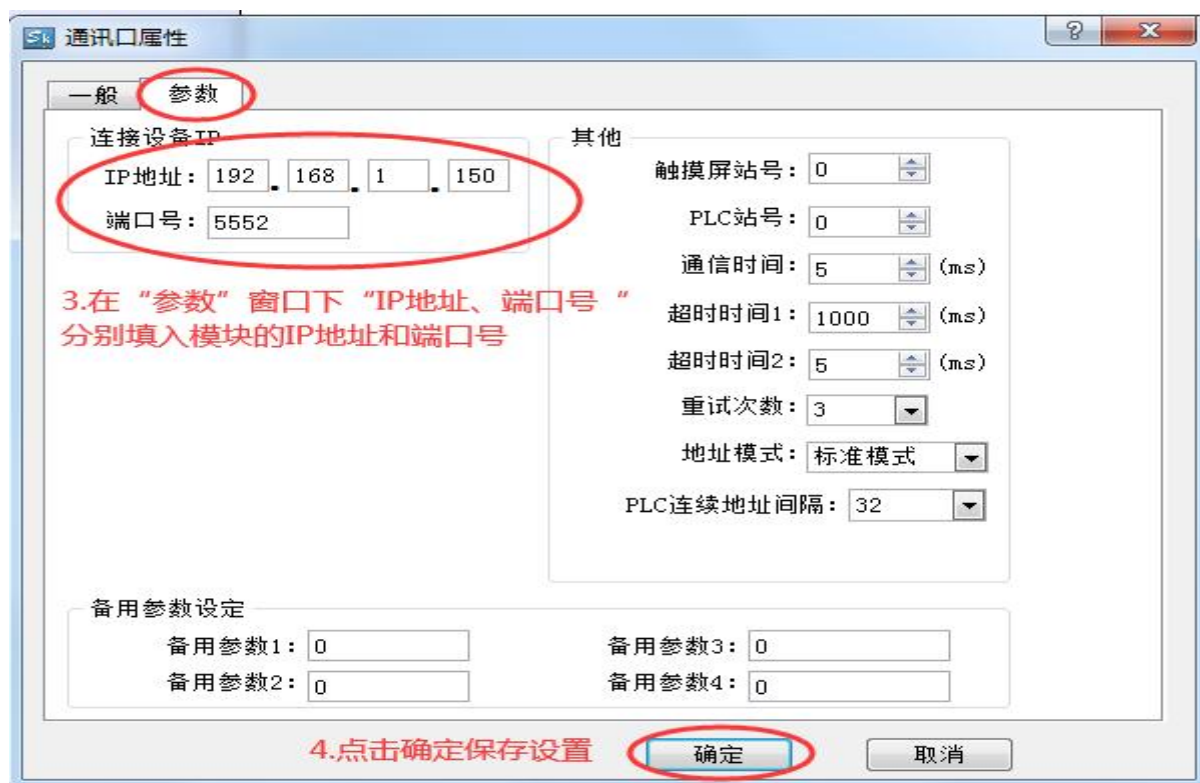 Sk 通讯口属性
一般 参数
连接设备IP
IP地址: 192 . 168 . 1 . 150
端口号: 5552
3.在“参数”窗口下“IP地址、端口号“
分别填入模块的IP地址和端口号
其他
触摸屏站号: 0
PLC站号: 0
通信时间: 5 (ms)
超时时间1: 1000 (ms)
超时时间2: 5 (ms)
重试次数: 3
地址模式: 标准模式
PLC连续地址间隔: 32
备用参数设定
备用参数1: 0 备用参数3: 0
备用参数2: 0 备用参数4: 0
4.点击确定保存设置 确定 取消